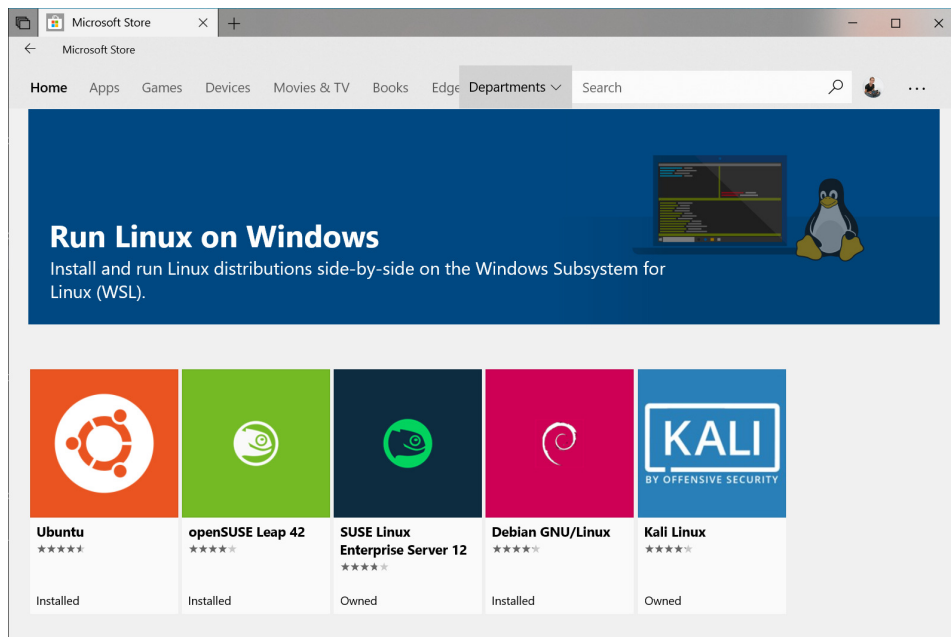 Microsoft Store
Microsoft Store
Home Apps Games Devices Movies & TV Books Edge Departments Search
Run Linux on Windows
Install and run Linux distributions side-by-side on the Windows Subsystem for
Linux (WSL).
KALI
BY OFFENSIVE SECURITY
Ubuntu
Installed
openSUSE Leap 42
Installed
SUSE Linux
Enterprise Server 12
Owned
Debian GNU/Linux
Installed
Kali Linux
Owned